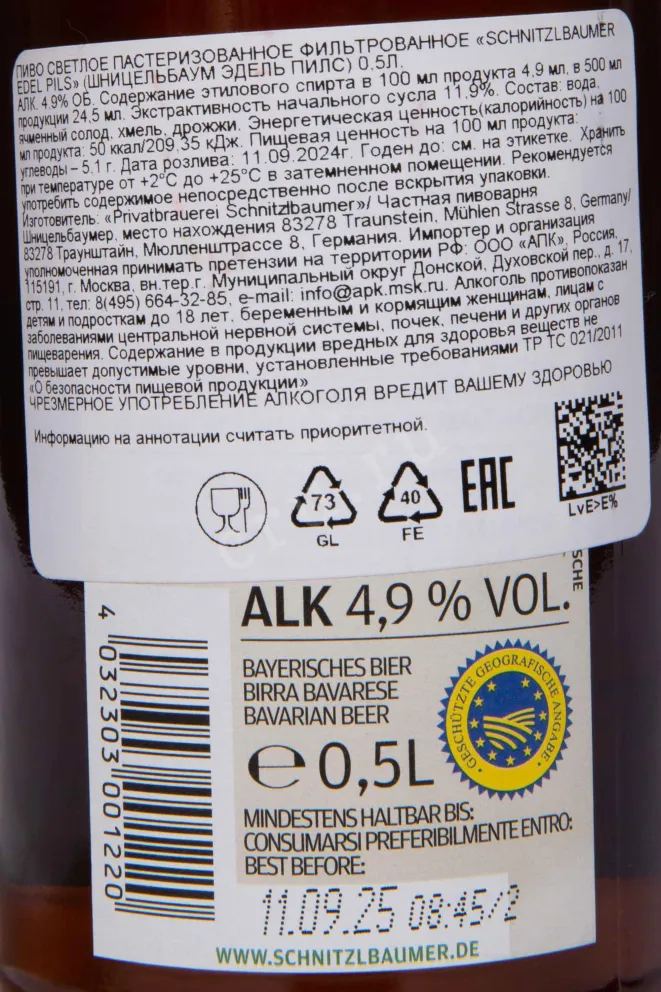 ПИВО СВЕТЛОЕ ПАСТЕРИЗОВАННОЕ ФИЛЬТРОВАННОЕ «SCHNITZLBAUMER
EDEL PILS» (ШНИЦЕЛЬБАУМ ЭДЕЛЬ ПИЛС) 0.5Л.
АЛК. 4.9% ОБ. Содержание этилового спирта в 100 мл продукта 4,9 мл, в 500 мл
продукции 24,5 мл. Экстрактивность начального сусла 11,9%. Состав: вода,
ячменный солод, хмель, дрожжи. Энергетическая ценность(калорийность) на 100
мл продукта: 50 ккал/209,35 кДж. Пищевая ценность на 100 мл продукта:
углеводы – 5,1 г. Дата розлива: 11.09.2024г. Годен до: см. на этикетке. Хранить
при температуре от +2°С до +25°С в затемненном помещении. Рекомендуется
употребить содержимое непосредственно после вскрытия упаковки.
Изготовитель: «Privatbrauerei Schnitzlbaumer»/ Частная пивоварня
Шницельбаумер, место нахождения 83278 Traunstein, Mühlen Strasse 8, Germany/
83278 Траунштайн, Мюлленштрассе 8, Германия. Импортер и организация
уполномоченная принимать претензии на территории РФ: ООО «АПК», Россия,
115191, г. Москва, вн.тер.г. Муниципальный округ Донской, Духовской пер., д. 17,
стр. 11, тел: 8(495) 664-32-85, e-mail: info@apk.msk.ru. Алкоголь противопоказан
детям и подросткам до 18 лет, беременным и кормящим женщинам, лицам с
заболеваниями центральной нервной системы, почек, печени и других органов
пищеварения. Содержание в продукции вредных для здоровья веществ не
превышает допустимые уровни, установленные требованиями ТР ТС 021/2011
«О безопасности пищевой продукции»
ЧРЕЗМЕРНОЕ УПОТРЕБЛЕНИЕ АЛКОГОЛЯ ВРЕДИТ ВАШЕМУ ЗДОРОВЬЮ
Информацию на аннотации считать приоритетной.
73
GL
40
FE
EAC
LvE>E%
SCHE
ALK 4,9 % VOL.
BAYERISCHES BIER
BIRRA BAVARESE
BAVARIAN BEER
GESCHÜTZTE GEOGRAFISCHE ANGABE
℮ 0,5L
MINDESTENS HALTBAR BIS:
CONSUMARSI PREFERIBILMENTE ENTRO:
BEST BEFORE:
11.09.25 08:45/2
4 032303 001220
WWW.SCHNITZLBAUMER.DE